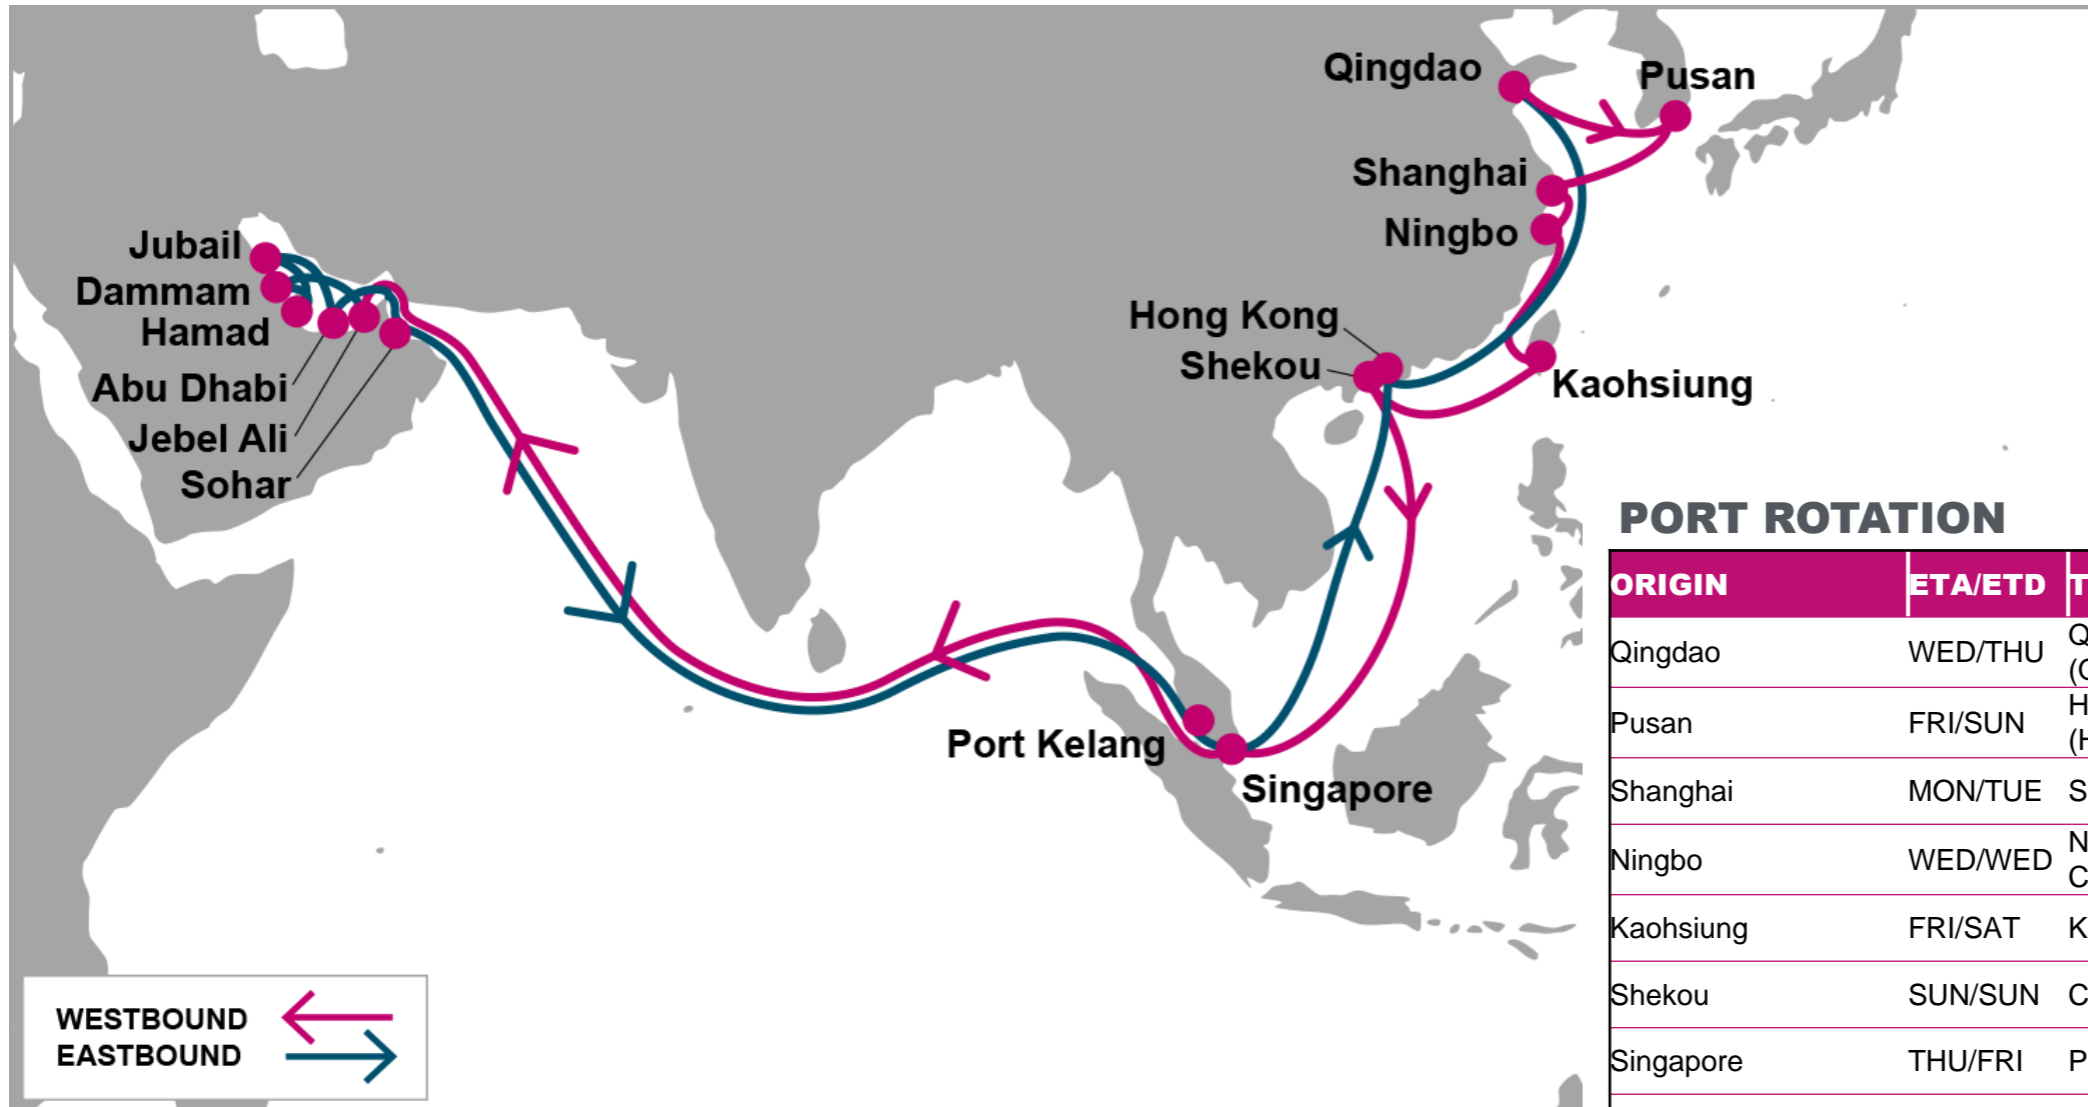 Qingdao
Pusan
Shanghai
Ningbo
Jubail
Dammam
Hamad
Abu Dhabi
Jebel Ali
Sohar
Hong Kong
Shekou
Kaohsiung
Port Kelang
Singapore
WESTBOUND
EASTBOUND
PORT ROTATION
ORIGIN ETA/ETD T
Qingdao WED/THU Q
Pusan FRI/SUN H
(H
Shanghai MON/TUE S
Ningbo WED/WED N
C
Kaohsiung FRI/SAT K
Shekou SUN/SUN C
Singapore THU/FRI P